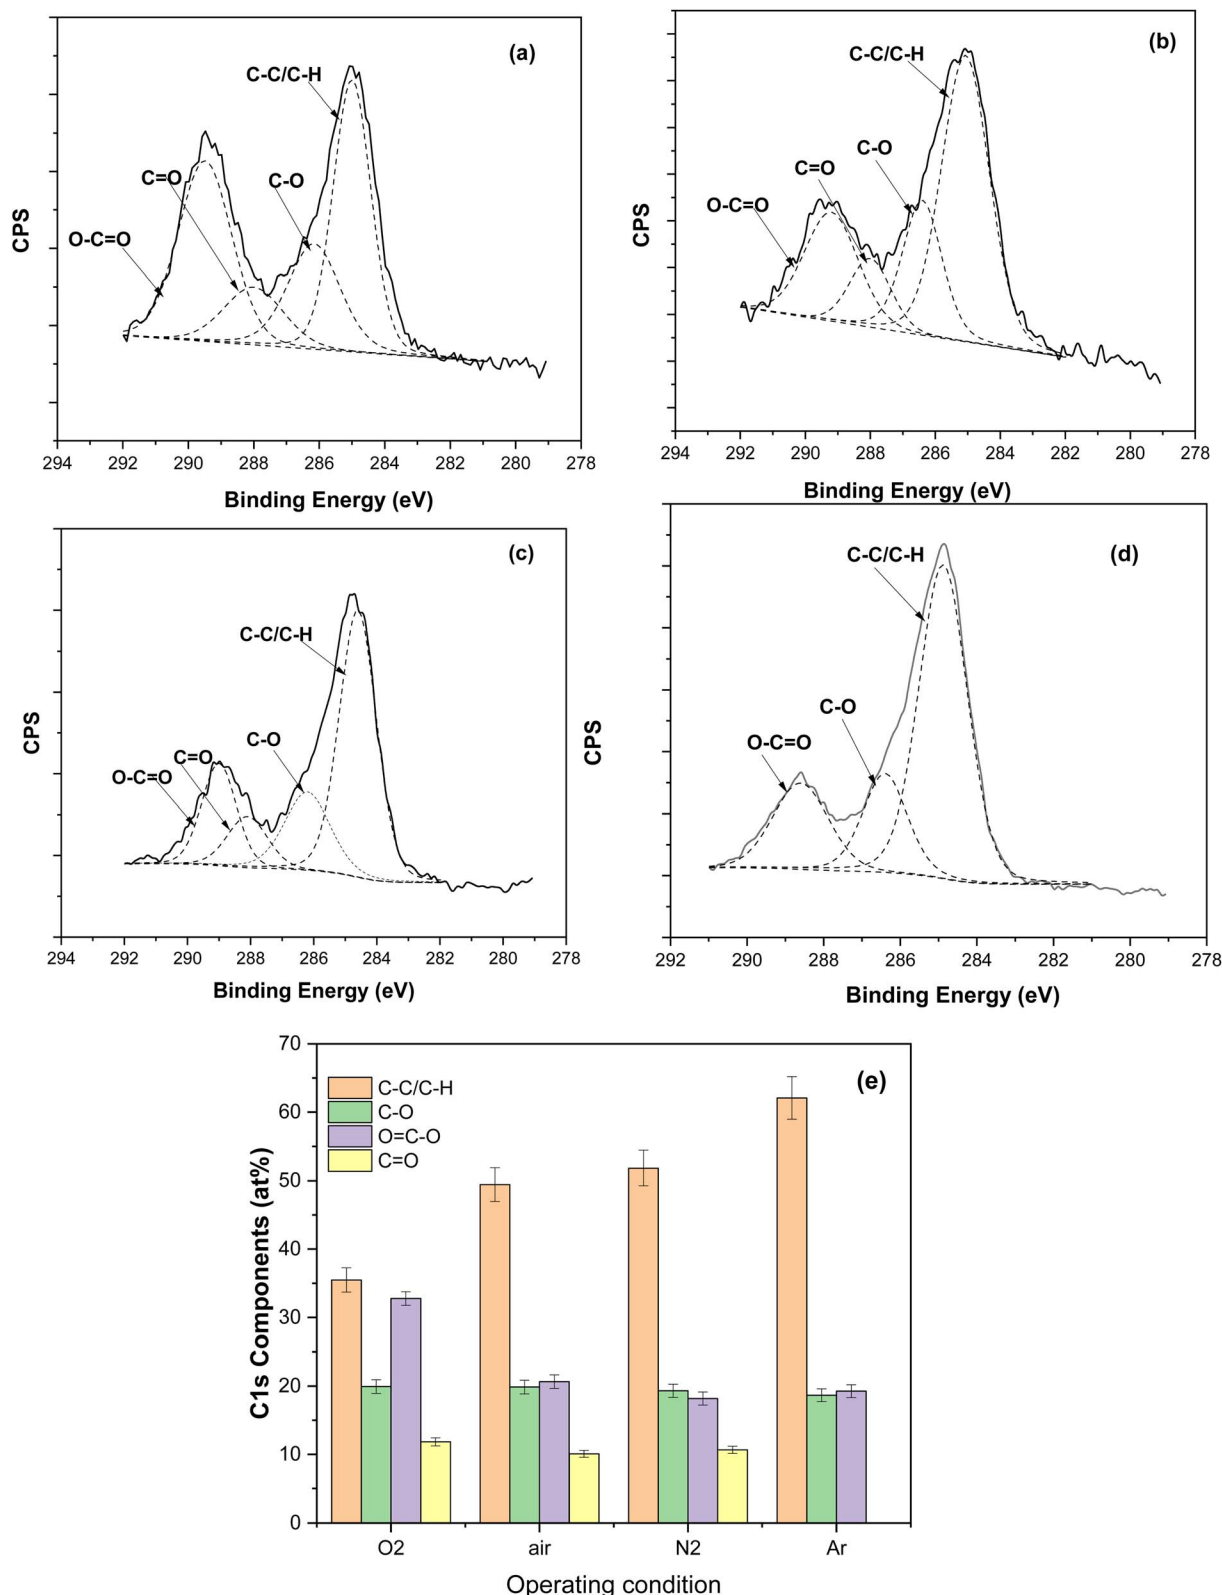 (a)
C-C/C-H
C=O
C-O
O-C=O
CPS
294 292 290 288 286 284 282 280 278
Binding Energy (eV)
(b)
C-C/C-H
C-O
C=O
O-C=O
CPS
294 292 290 288 286 284 282 280 278
Binding Energy (eV)
(c)
C-C/C-H
C-O
C=O
O-C=O
CPS
294 292 290 288 286 284 282 280 278
Binding Energy (eV)
(d)
C-C/C-H
C-O
O-C=O
CPS
292 290 288 286 284 282 280 278
Binding Energy (eV)
(e)
C-C/C-H
C-O
O=C-O
C=O
C1s Components (at%)
70
60
50
40
30
20
10
0
O2 air N2 Ar
Operating condition